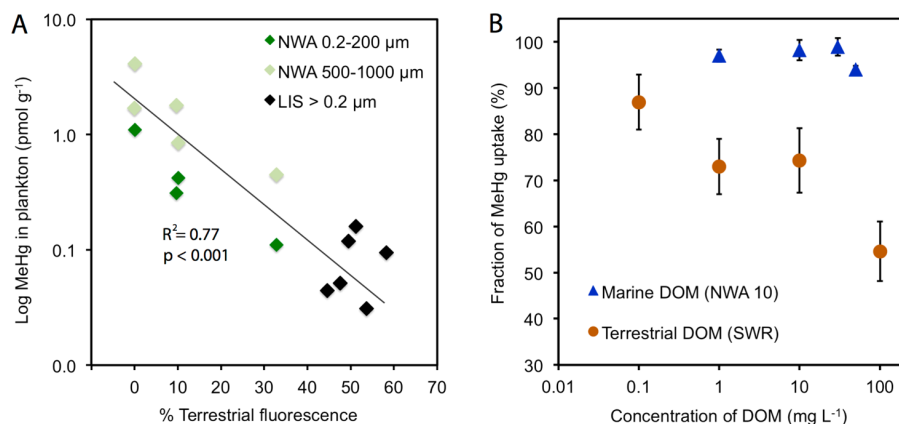 A
Log MeHg in plankton (pmol g⁻¹)
10.0
1.0
0.1
0.0
NWA 0.2-200 µm
NWA 500-1000 µm
LIS > 0.2 µm
R²= 0.77
p < 0.001
0 10 20 30 40 50 60 70
% Terrestrial fluorescence
B
Fraction of MeHg uptake (%)
100
90
80
70
60
50
40
30
Marine DOM (NWA 10)
Terrestrial DOM (SWR)
0.01 0.1 1 10 100
Concentration of DOM (mg L⁻¹)